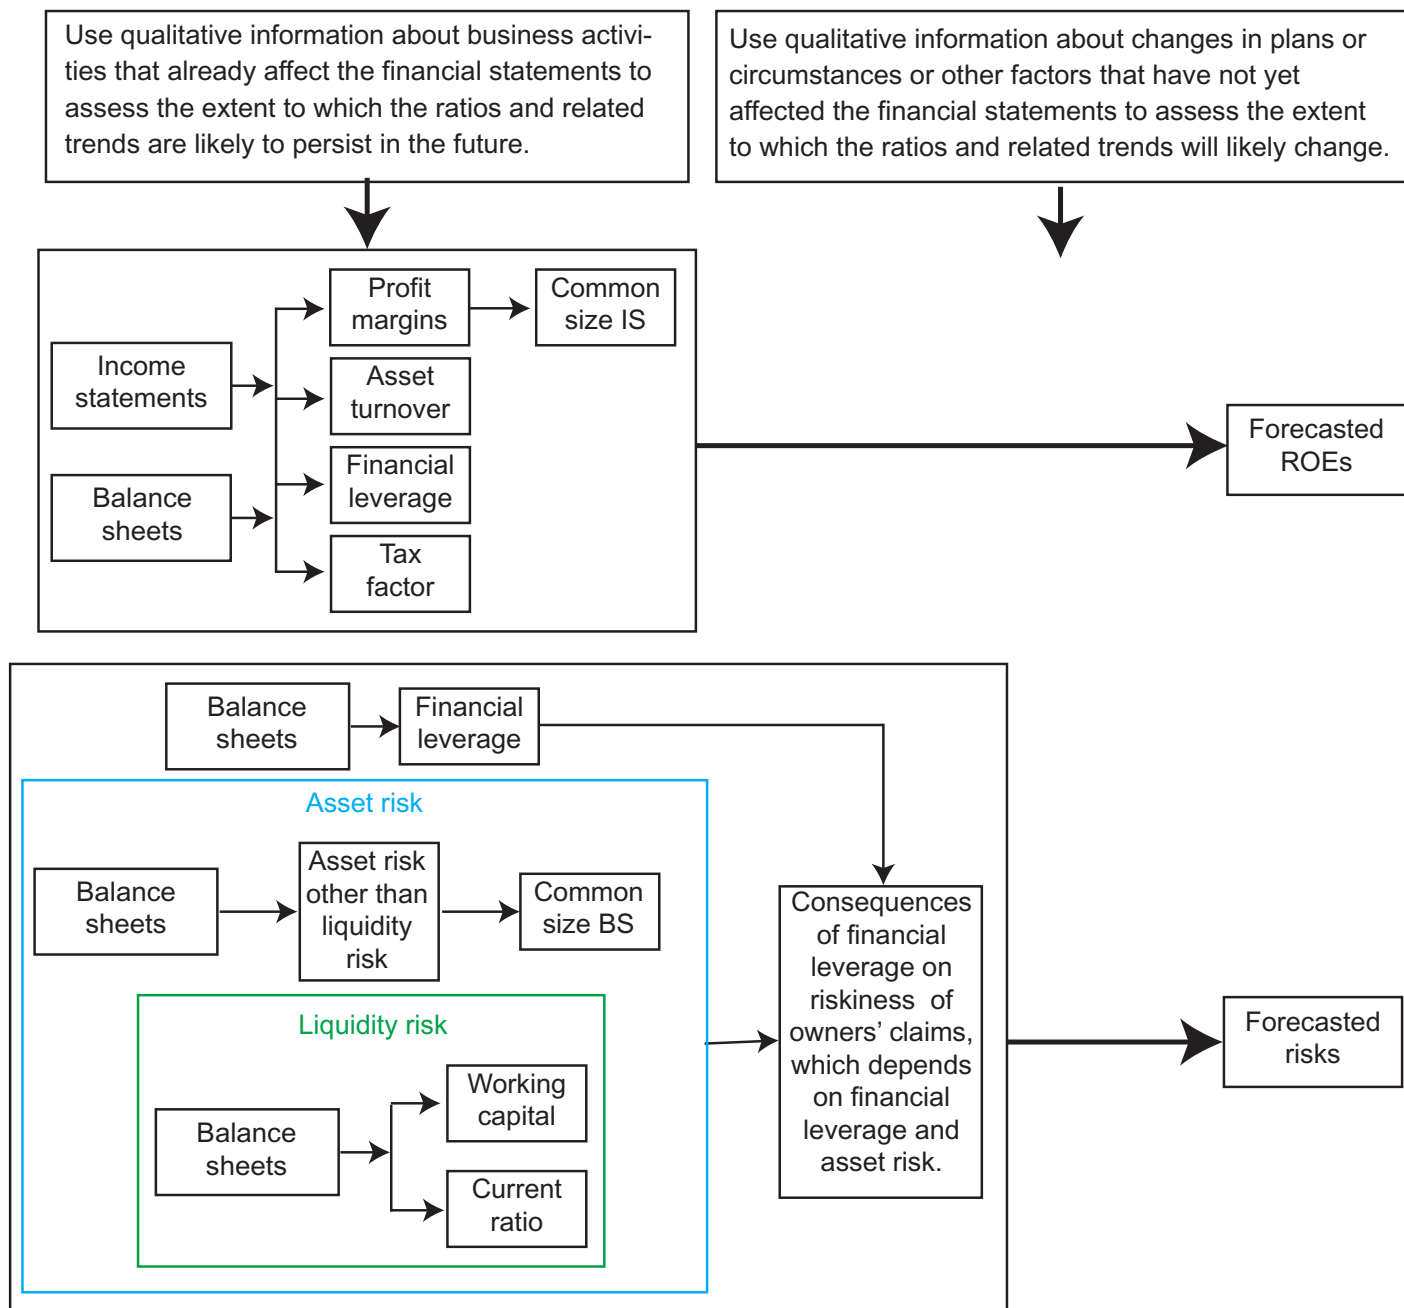 Use qualitative information about business activi-
ties that already affect the financial statements to
assess the extent to which the ratios and related
trends are likely to persist in the future.
Use qualitative information about changes in plans or
circumstances or other factors that have not yet
affected the financial statements to assess the extent
to which the ratios and related trends will likely change.
Income
statements
Balance
sheets
Profit
margins
Common
size IS
Asset
turnover
Financial
leverage
Tax
factor
Forecasted
ROEs
Balance
sheets
Financial
leverage
Asset risk
Balance
sheets
Asset risk
other than
liquidity
risk
Common
size BS
Liquidity risk
Balance
sheets
Working
capital
Current
ratio
Consequences
of financial
leverage on
riskiness of
owners’ claims,
which depends
on financial
leverage and
asset risk.
Forecasted
risks